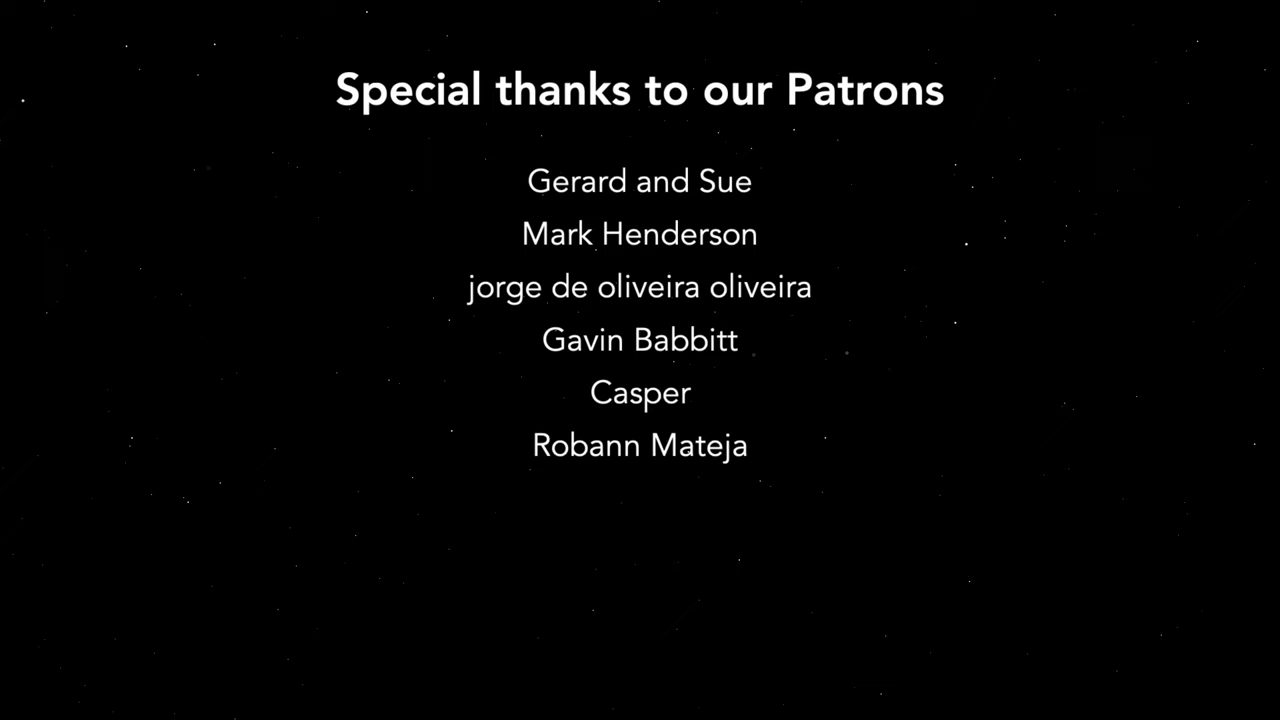 Special thanks to our Patrons
Gerard and Sue
Mark Henderson
jorge de oliveira oliveira
Gavin Babbitt
Casper
Robann Mateja